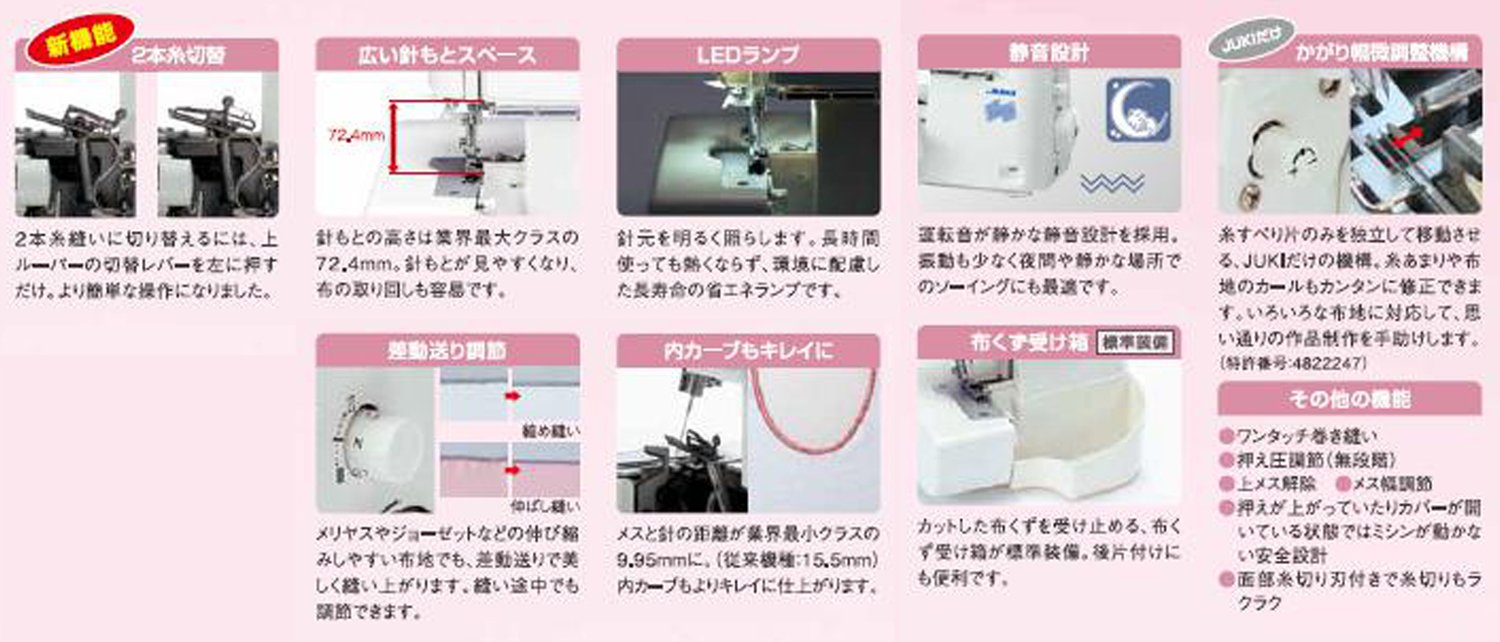 新機能
2本糸切替
2本糸縫いに切り替えるには、上
ルーパーの切替レバーを左に押す
だけ。より簡単な操作になりました。
広い針もとスペース
72.4mm
針もとの高さは業界最大クラスの
72.4mm。針もとが見やすくなり、
布の取り回しも容易です。
LEDランプ
針元を明るく照らします。長時間
使っても熱くならず、環境に配慮し
た長寿命の省エネランプです。
静音設計
JUKI
運転音が静かな静音設計を採用。
振動も少なく夜間や静かな場所で
のソーイングにも最適です。
JUKIだけ
かがり幅微調整機構
糸すべり片のみを独立して移動させ
る、JUKIだけの機構。糸あまりや布
地のカールもカンタンに修正できま
す。いろいろな布地に対応して、思
い通りの作品制作を手助けします。
(特許番号:4822247)
差動送り調節
N
縮め縫い
伸ばし縫い
メリヤスやジョーゼットなどの伸び縮
みしやすい布地でも、差動送りで美
しく縫い上がります。縫い途中でも
調節できます。
内カーブもキレイに
メスと針の距離が業界最小クラスの
9.95mmに。(従来機種:15.5mm)
内カーブもよりキレイに仕上がります。
布くず受け箱 標準装備
カットした布くずを受け止める、布く
ず受け箱が標準装備。後片付けに
も便利です。
その他の機能
●ワンタッチ巻き縫い
●押え圧調節(無段階)
●上メス解除 ●メス幅調節
●押えが上がっていたりカバーが開
いている状態ではミシンが動かな
い安全設計
●面部糸切り刃付きで糸切りもラ
クラク